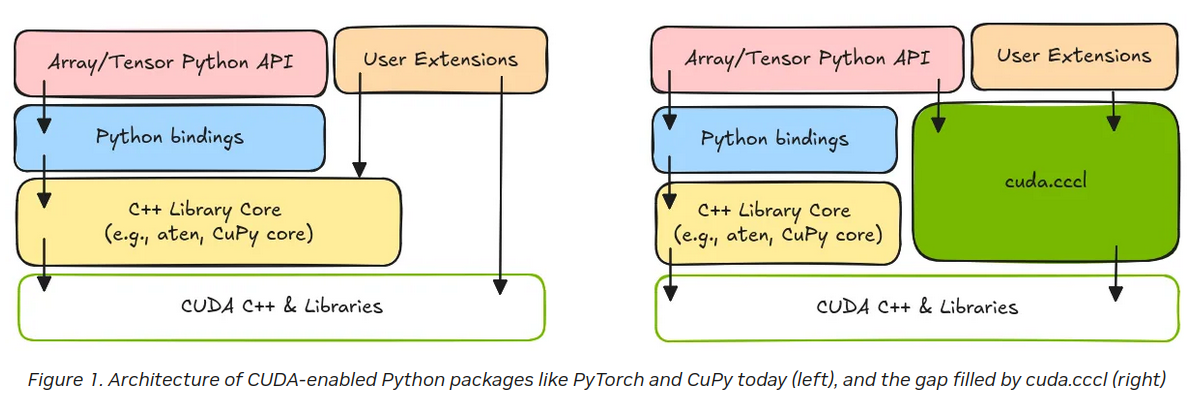 Array/Tensor Python API
User Extensions
Python bindings
C++ Library Core
(e.g., aten, CuPy core)
CUDA C++ & Libraries
Array/Tensor Python API
User Extensions
Python bindings
cuda.cccl
C++ Library Core
(e.g., aten, CuPy core)
CUDA C++ & Libraries
Figure 1. Architecture of CUDA-enabled Python packages like PyTorch and CuPy today (left), and the gap filled by cuda.cccl (right)